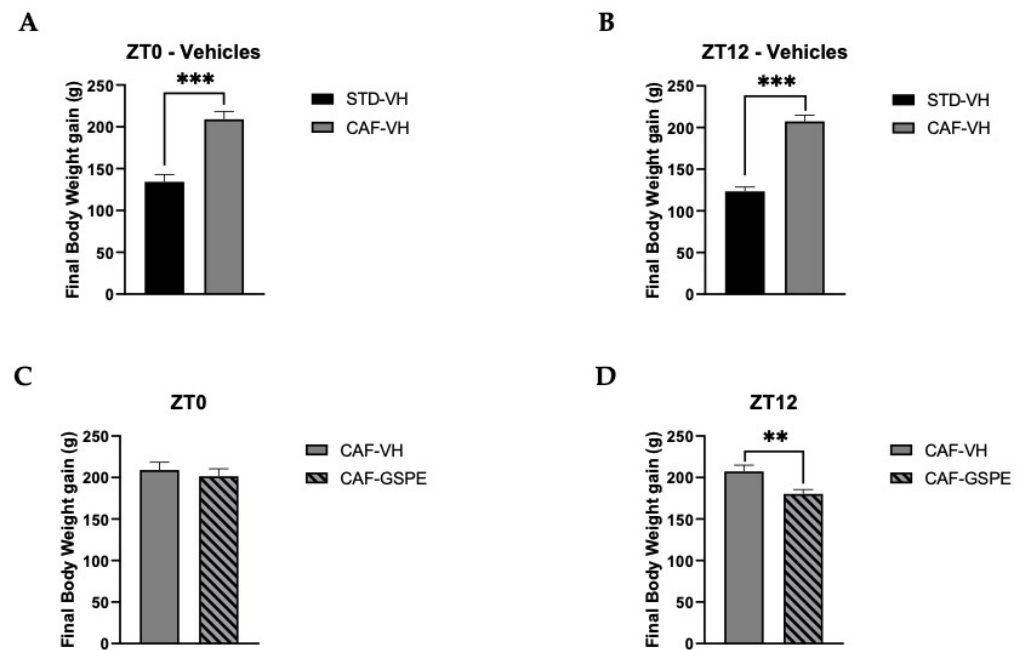 A
ZT0 - Vehicles
Final Body Weight gain (g)
250
200
150
100
50
0
***
STD-VH
CAF-VH
B
ZT12 - Vehicles
Final Body Weight gain (g)
250
200
150
100
50
0
***
STD-VH
CAF-VH
C
ZT0
Final Body Weight gain (g)
250
200
150
100
50
0
CAF-VH
CAF-GSPE
D
ZT12
Final Body Weight gain (g)
250
200
150
100
50
0
**
CAF-VH
CAF-GSPE